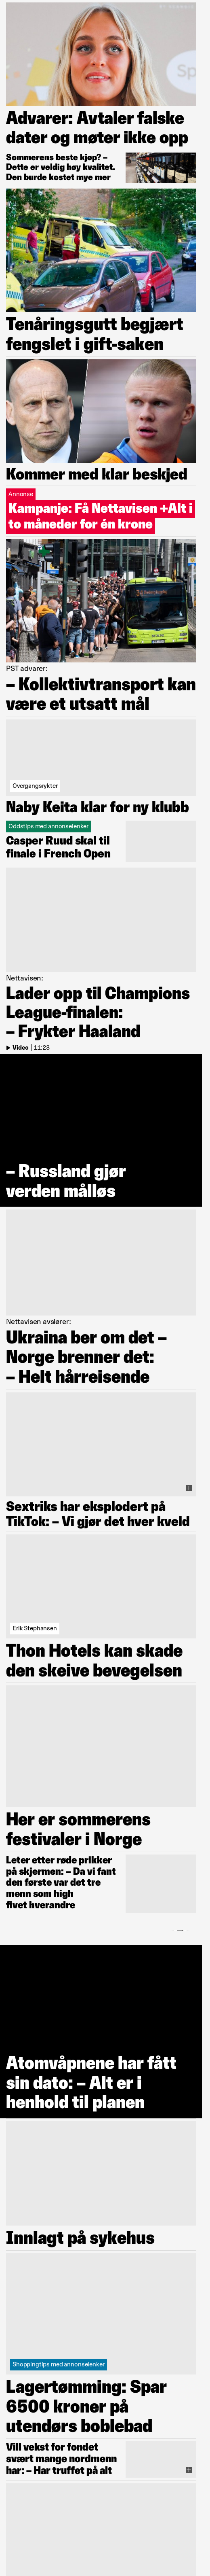 Advarer: Avtaler falske
dater og møter ikke opp
Sommerens beste kjøp? –
Dette er veldig høy kvalitet.
Den burde kostet mye mer
Tenåringsgutt begjært
fengslet i gift-saken
Kommer med klar beskjed
Annonse
Kampanje: Få Nettavisen +Alt i
to måneder for én krone
PST advarer:
– Kollektivtransport kan
være et utsatt mål
Overgangsrykter
Naby Keita klar for ny klubb
Oddstips med annonselenker
Casper Ruud skal til
finale i French Open
Nettavisen:
Lader opp til Champions
League-finalen:
– Frykter Haaland
Video | 11:23
– Russland gjør
verden målløs
Nettavisen avslører:
Ukraina ber om det –
Norge brenner det:
– Helt hårreisende
Sextriks har eksplodert på
TikTok: – Vi gjør det hver kveld
Erik Stephansen
Thon Hotels kan skade
den skeive bevegelsen
Her er sommerens
festivaler i Norge
Leter etter røde prikker
på skjermen: – Da vi fant
den første var det tre
menn som high
fivet hverandre
Atomvåpnene har fått
sin dato: – Alt er i
henhold til planen
Innlagt på sykehus
Shoppingtips med annonselenker
Lagertømming: Spar
6500 kroner på
utendørs boblebad
Vill vekst for fondet
svært mange nordmenn
har: – Har truffet på alt